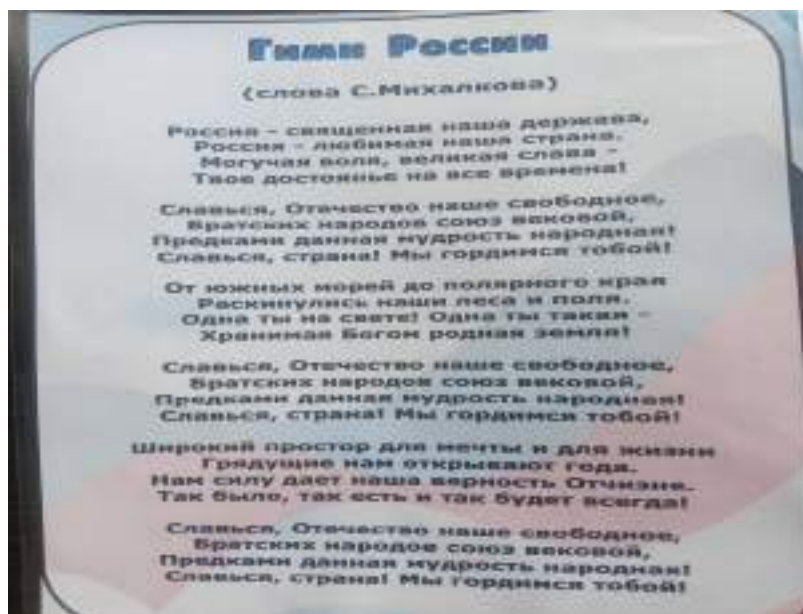 Гимн России
(слова С.Михалкова)
Россия - священная наша держава,
Россия - любимая наша страна.
Могучая воля, великая слава -
Твое достоянье на все времена!
Славься, Отечество наше свободное,
Братских народов союз вековой,
Предками данная мудрость народная!
Славься, страна! Мы гордимся тобой!
От южных морей до полярного края
Раскинулись наши леса и поля.
Одна ты на свете! Одна ты такая -
Хранимая Богом родная земля!
Славься, Отечество наше свободное,
Братских народов союз вековой,
Предками данная мудрость народная!
Славься, страна! Мы гордимся тобой!
Широкий простор для мечты и для жизни
Грядущие нам открывают года.
Нам силу дает наша верность Отчизне.
Так было, так есть и так будет всегда!
Славься, Отечество наше свободное,
Братских народов союз вековой,
Предками данная мудрость народная!
Славься, страна! Мы гордимся тобой!